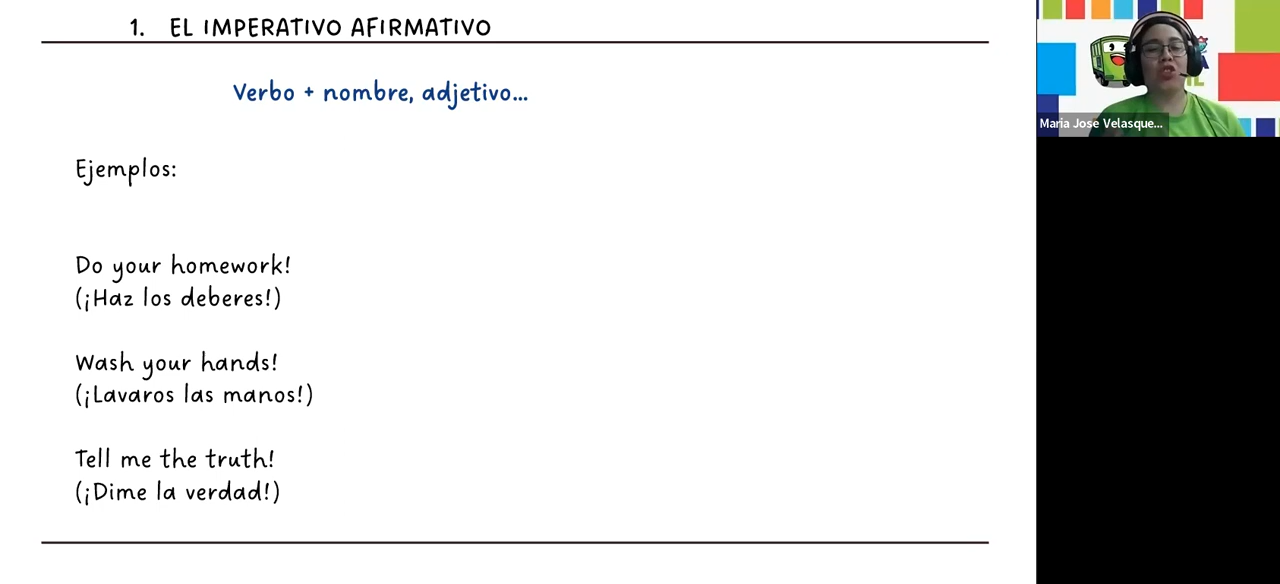 1. EL IMPERATIVO AFIRMATIVO
Verbo + nombre, adjetivo...
Ejemplos:
Do your homework!
(¡Haz los deberes!)
Wash your hands!
(¡Lavaros las manos!)
Tell me the truth!
(¡Dime la verdad!)
Maria Jose Velasque...